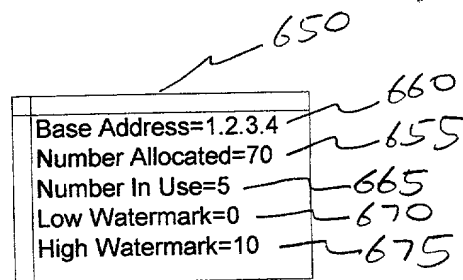 650
Base Address=1.2.3.4 660
Number Allocated=70 655
Number In Use=5 665
Low Watermark=0 670
High Watermark=10 675